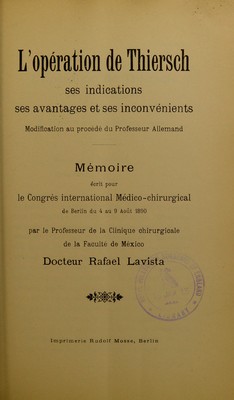 L'opération de Thiersch
ses indications
ses avantages et ses inconvénients
Modification au procédé du Professeur Allemand
Mémoire
écrit pour
le Congrés international Médico-chirurgical
de Berlin du 4 au 9 Août 1890
par le Professeur de la Clinique chirurgicale
de la Faculté de México
Docteur Rafael Lavista
Imprimerie Rudolf Mosse, Berlin